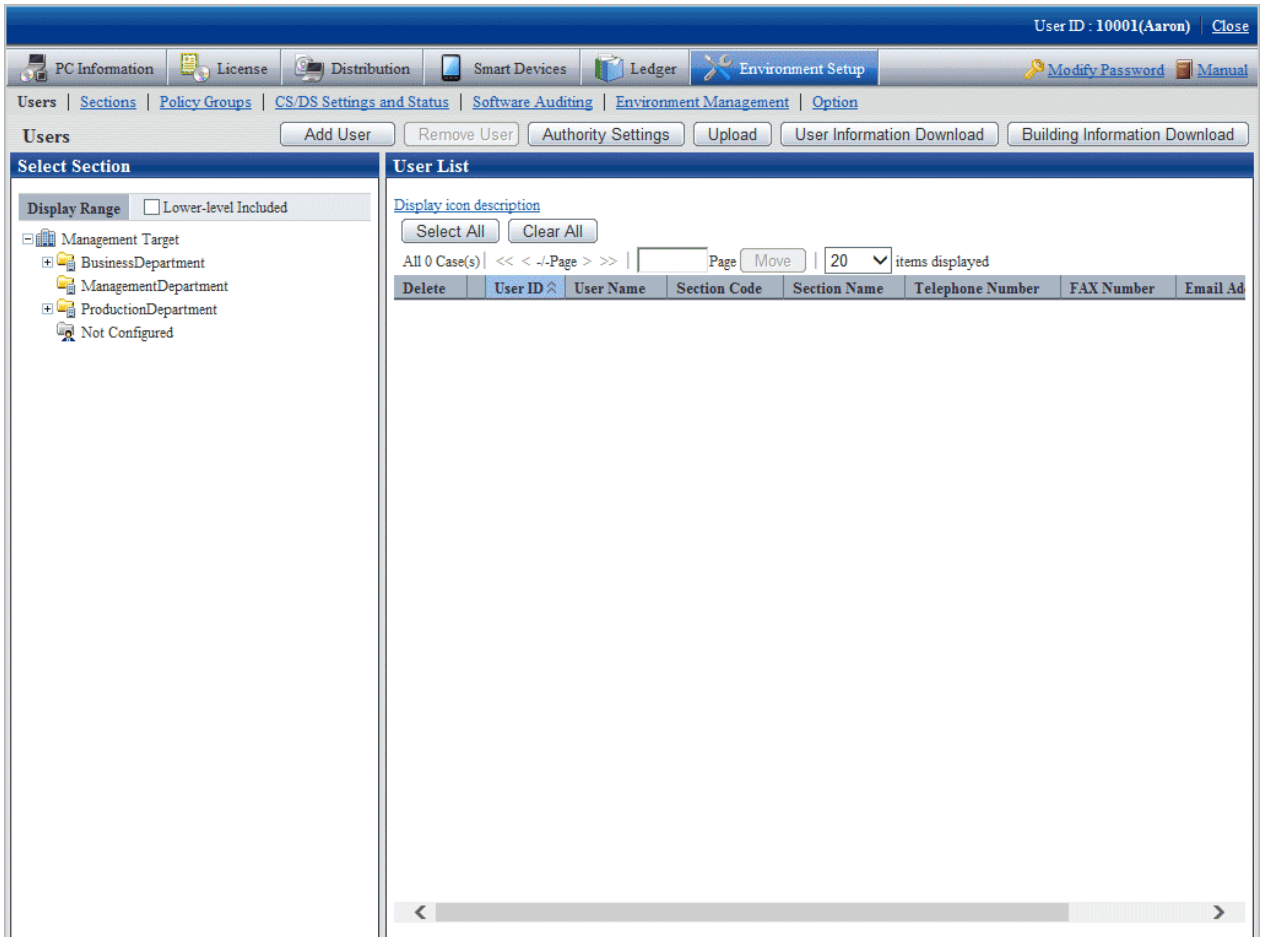 User ID : 10001(Aaron) | Close
PC Information License Distribution Smart Devices Ledger Environment Setup Modify Password Manual
Users | Sections | Policy Groups | CS/DS Settings and Status | Software Auditing | Environment Management | Option
Users Add User Remove User Authority Settings Upload User Information Download Building Information Download
Select Section
Display Range Lower-level Included
Management Target
BusinessDepartment
ManagementDepartment
ProductionDepartment
Not Configured
User List
Display icon description
Select All Clear All
All 0 Case(s) | << < -/-Page > >> | Page Move | 20 items displayed
Delete User ID User Name Section Code Section Name Telephone Number FAX Number Email Ad